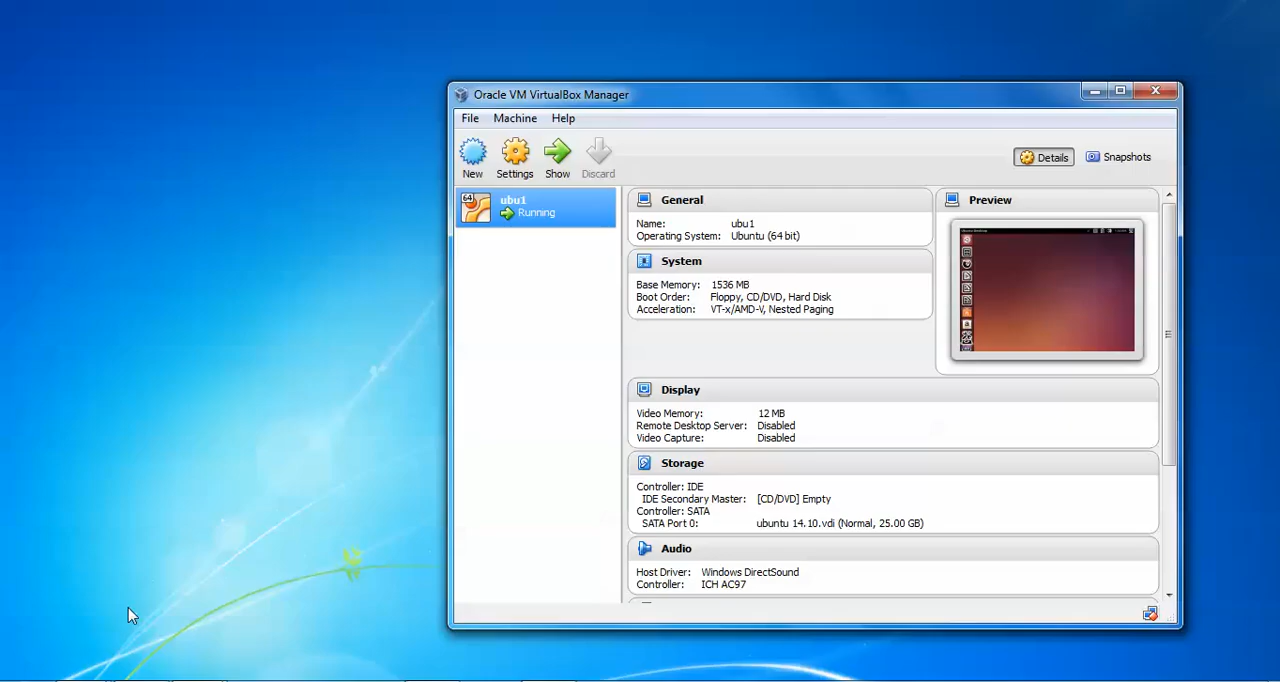 Oracle VM VirtualBox Manager
File Machine Help
New Settings Show Discard
Details Snapshots
64
ubu1
Running
General
Name: ubu1
Operating System: Ubuntu (64 bit)
System
Base Memory: 1536 MB
Boot Order: Floppy, CD/DVD, Hard Disk
Acceleration: VT-x/AMD-V, Nested Paging
Preview
Display
Video Memory: 12 MB
Remote Desktop Server: Disabled
Video Capture: Disabled
Storage
Controller: IDE
IDE Secondary Master: [CD/DVD] Empty
Controller: SATA
SATA Port 0: ubuntu 14.10.vdi (Normal, 25.00 GB)
Audio
Host Driver: Windows DirectSound
Controller: ICH AC97